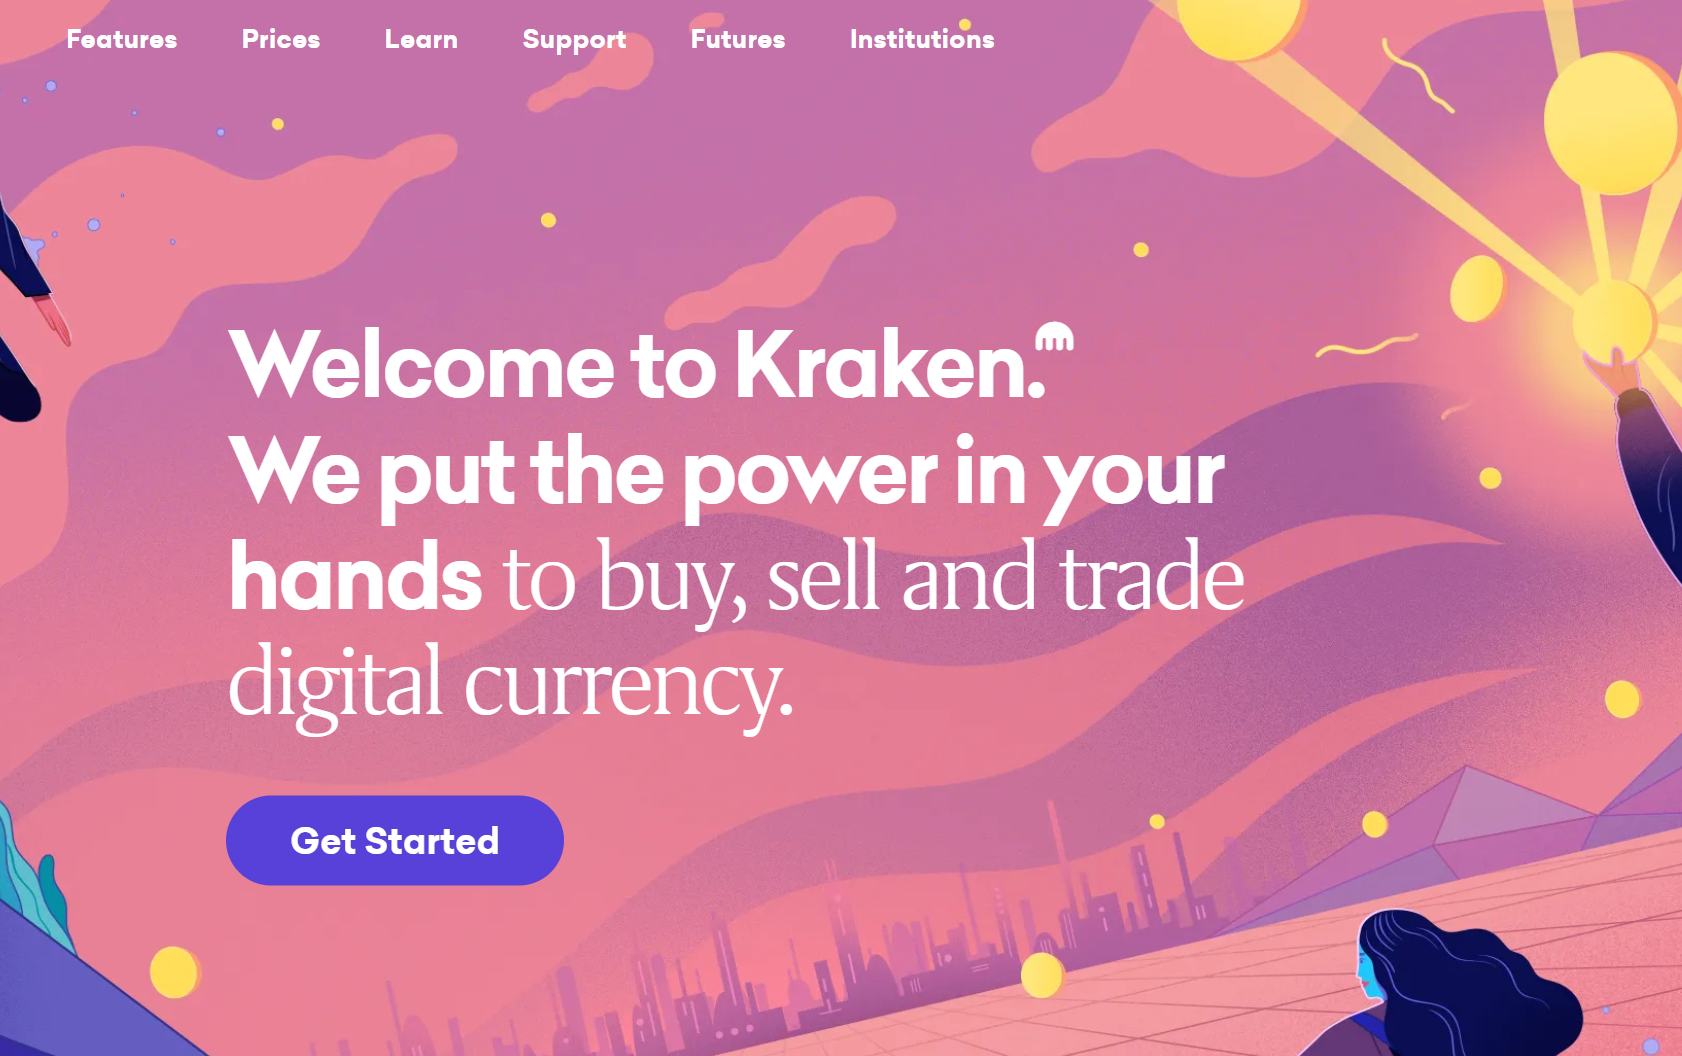 Features Prices Learn Support Futures Institutions
Welcome to Kraken.
We put the power in your
hands to buy, sell and trade
digital currency.
Get Started